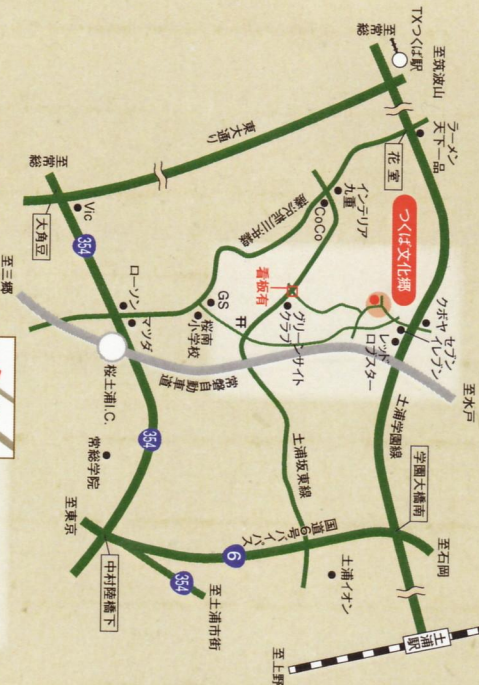 至筑波山
至常総
TXつくば駅
ラーメン
天下一品
花室
東大通り
至常総
Vic
大角豆
354
至三郷
藤沢荒川沖線
インテリア
九重
CoCo
つくば文化郷
看板有
グリーンサイト
クラブ
クボヤ
セブン
イレブン
レッド
ロブスター
至水戸
GS
桜南
小学校
ローソン
マツダ
桜土浦I.C.
常磐自動車道
土浦学園線
学園大橋南
土浦坂東線
354
常総学院
至東京
国道6号
バイパス
6
至石岡
中村陸橋下
354
至土浦市街
土浦イオン
土浦駅
至上野